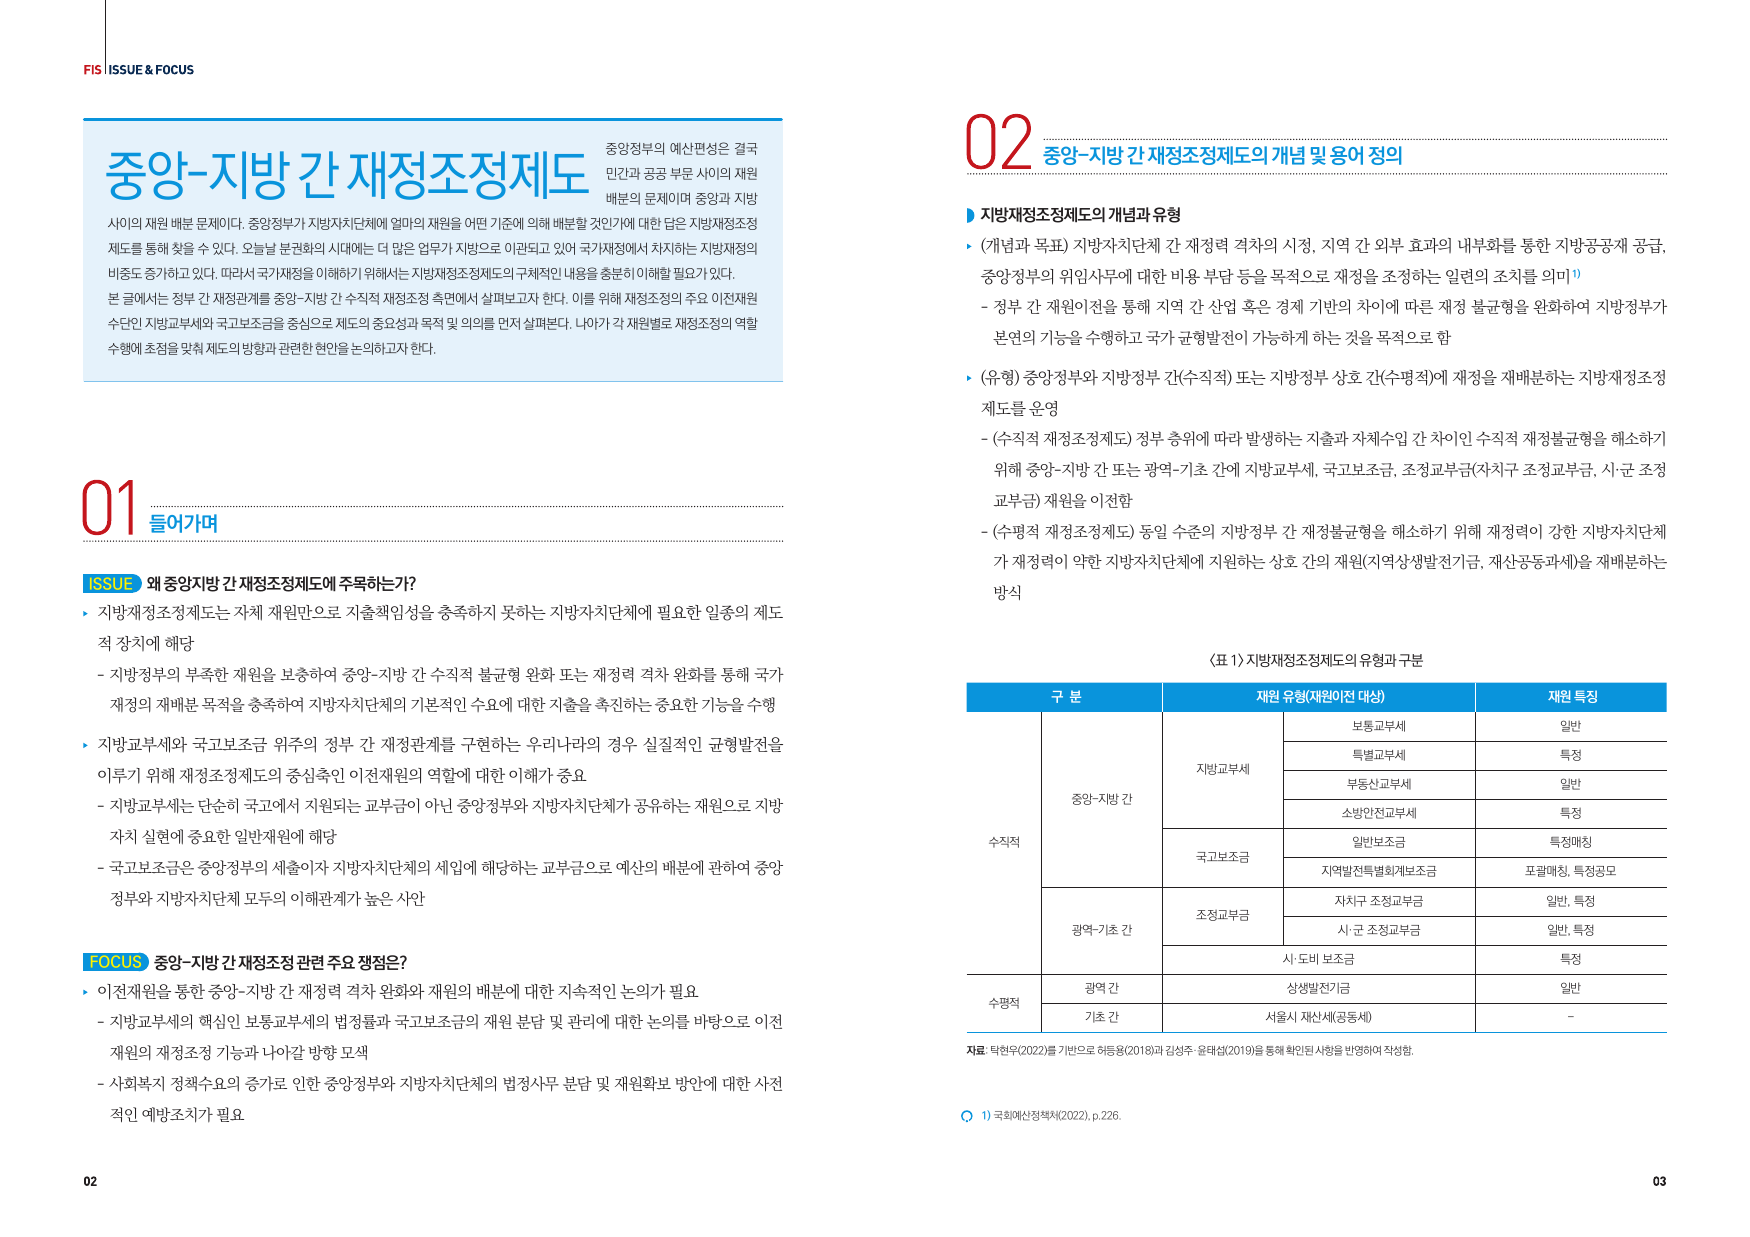 FIS ISSUE & FOCUS
중앙-지방 간 재정조정제도
중앙정부의 예산편성은 결국
민간과 공공 부문 사이의 재원
배분의 문제이며 중앙과 지방
사이의 재원 배분 문제이다. 중앙정부가 지방자치단체에 얼마의 재원을 어떤 기준에 의해 배분할 것인가에 대한 답은 지방재정조정
제도를 통해 찾을 수 있다. 오늘날 분권화의 시대에는 더 많은 업무가 지방으로 이관되고 있어 국가재정에서 차지하는 지방재정의
비중도 증가하고 있다. 따라서 국가재정을 이해하기 위해서는 지방재정조정제도의 구체적인 내용을 충분히 이해할 필요가 있다.
본 글에서는 정부 간 재정관계를 중앙-지방 간 수직적 재정조정 측면에서 살펴보고자 한다. 이를 위해 재정조정의 주요 이전재원
수단인 지방교부세와 국고보조금을 중심으로 제도의 중요성과 목적 및 의의를 먼저 살펴본다. 나아가 각 재원별로 재정조정의 역할
수행에 초점을 맞춰 제도의 방향과 관련한 현안을 논의하고자 한다.
01 들어가며
ISSUE 왜 중앙지방 간 재정조정제도에 주목하는가?
▸ 지방재정조정제도는 자체 재원만으로 지출책임성을 충족하지 못하는 지방자치단체에 필요한 일종의 제도
적 장치에 해당
- 지방정부의 부족한 재원을 보충하여 중앙-지방 간 수직적 불균형 완화 또는 재정력 격차 완화를 통해 국가
재정의 재배분 목적을 충족하여 지방자치단체의 기본적인 수요에 대한 지출을 촉진하는 중요한 기능을 수행
▸ 지방교부세와 국고보조금 위주의 정부 간 재정관계를 구현하는 우리나라의 경우 실질적인 균형발전을
이루기 위해 재정조정제도의 중심축인 이전재원의 역할에 대한 이해가 중요
- 지방교부세는 단순히 국고에서 지원되는 교부금이 아닌 중앙정부와 지방자치단체가 공유하는 재원으로 지방
자치 실현에 중요한 일반재원에 해당
- 국고보조금은 중앙정부의 세출이자 지방자치단체의 세입에 해당하는 교부금으로 예산의 배분에 관하여 중앙
정부와 지방자치단체 모두의 이해관계가 높은 사안
FOCUS 중앙-지방 간 재정조정 관련 주요 쟁점은?
▸ 이전재원을 통한 중앙-지방 간 재정력 격차 완화와 재원의 배분에 대한 지속적인 논의가 필요
- 지방교부세의 핵심인 보통교부세의 법정률과 국고보조금의 재원 분담 및 관리에 대한 논의를 바탕으로 이전
재원의 재정조정 기능과 나아갈 방향 모색
- 사회복지 정책수요의 증가로 인한 중앙정부와 지방자치단체의 법정사무 분담 및 재원확보 방안에 대한 사전
적인 예방조치가 필요
02
02 중앙-지방 간 재정조정제도의 개념 및 용어 정의
지방재정조정제도의 개념과 유형
▸ (개념과 목표) 지방자치단체 간 재정력 격차의 시정, 지역 간 외부 효과의 내부화를 통한 지방공공재 공급,
중앙정부의 위임사무에 대한 비용 부담 등을 목적으로 재정을 조정하는 일련의 조치를 의미1)
- 정부 간 재원이전을 통해 지역 간 산업 혹은 경제 기반의 차이에 따른 재정 불균형을 완화하여 지방정부가
본연의 기능을 수행하고 국가 균형발전이 가능하게 하는 것을 목적으로 함
▸ (유형) 중앙정부와 지방정부 간(수직적) 또는 지방정부 상호 간(수평적)에 재정을 재배분하는 지방재정조정
제도를 운영
- (수직적 재정조정제도) 정부 층위에 따라 발생하는 지출과 자체수입 간 차이인 수직적 재정불균형을 해소하기
위해 중앙-지방 간 또는 광역-기초 간에 지방교부세, 국고보조금, 조정교부금(자치구 조정교부금, 시·군 조정
교부금) 재원을 이전함
- (수평적 재정조정제도) 동일 수준의 지방정부 간 재정불균형을 해소하기 위해 재정력이 강한 지방자치단체
가 재정력이 약한 지방자치단체에 지원하는 상호 간의 재원(지역상생발전기금, 재산공동과세)을 재배분하는
방식
〈표 1〉 지방재정조정제도의 유형과 구분
구 분 재원 유형(재원이전 대상) 재원 특징
수직적 중앙-지방 간 지방교부세 보통교부세 일반
특별교부세 특정
부동산교부세 일반
소방안전교부세 특정
국고보조금 일반보조금 특정매칭
지역발전특별회계보조금 포괄매칭, 특정공모
광역-기초 간 조정교부금 자치구 조정교부금 일반, 특정
시·군 조정교부금 일반, 특정
시·도비 보조금 특정
수평적 광역 간 상생발전기금 일반
기초 간 서울시 재산세(공동세) -
자료: 탁현우(2022)를 기반으로 허등용(2018)과 김성주·윤태섭(2019)을 통해 확인된 사항을 반영하여 작성함.
1) 국회예산정책처(2022), p.226.
03